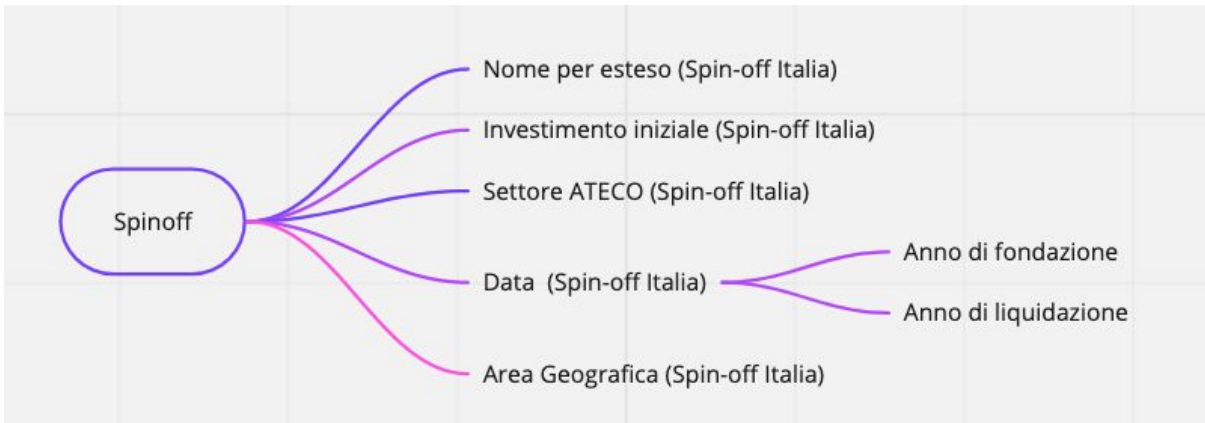 Nome per esteso (Spin-off Italia)
Investimento iniziale (Spin-off Italia)
Settore ATECO (Spin-off Italia)
Spinoff
Data  (Spin-off Italia)
Anno di fondazione
Anno di liquidazione
Area Geografica (Spin-off Italia)